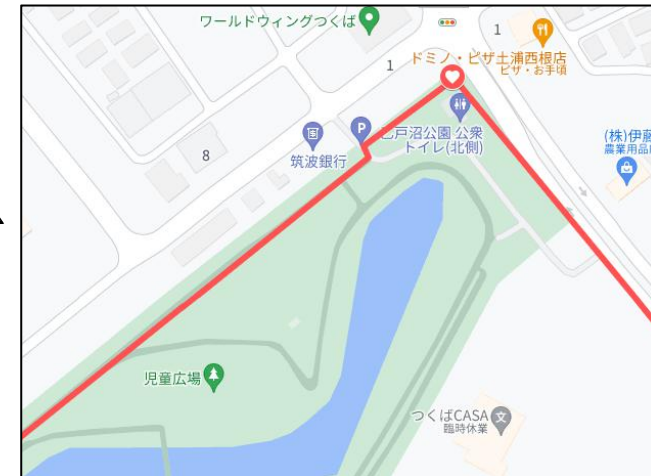 ワールドウィングつくば
1
ドミノ・ピザ土浦西根店
ピザ・お手頃
1
P
戸沼公園 公衆
トイレ(北側)
(株)伊藤
農業用品
筑波銀行
8
児童広場
つくばCASA
文
臨時休業